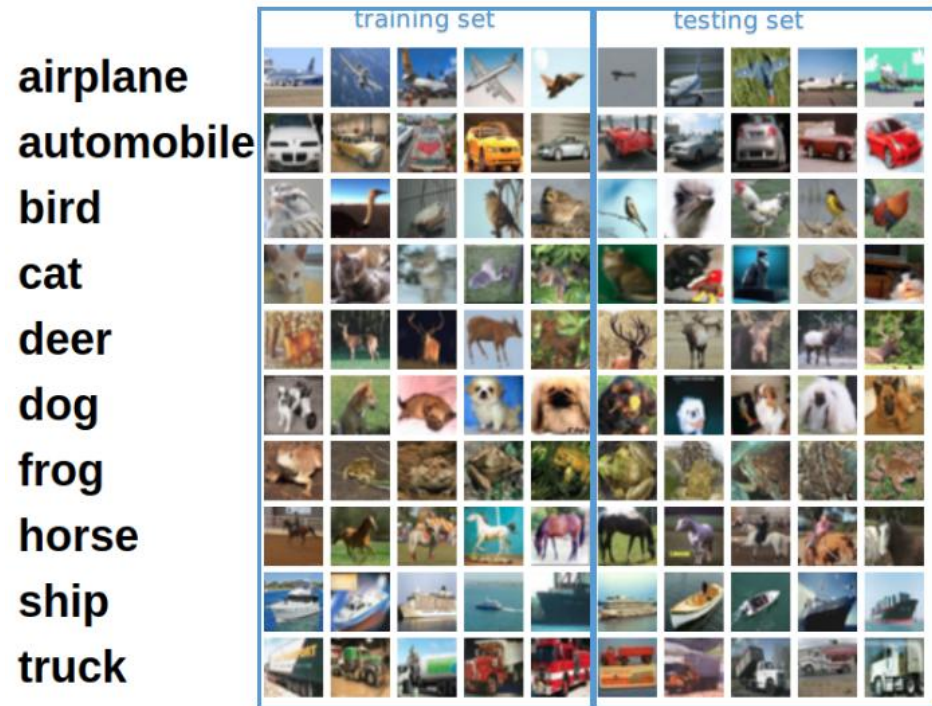 training set
testing set
airplane
automobile
bird
cat
deer
dog
frog
horse
ship
truck